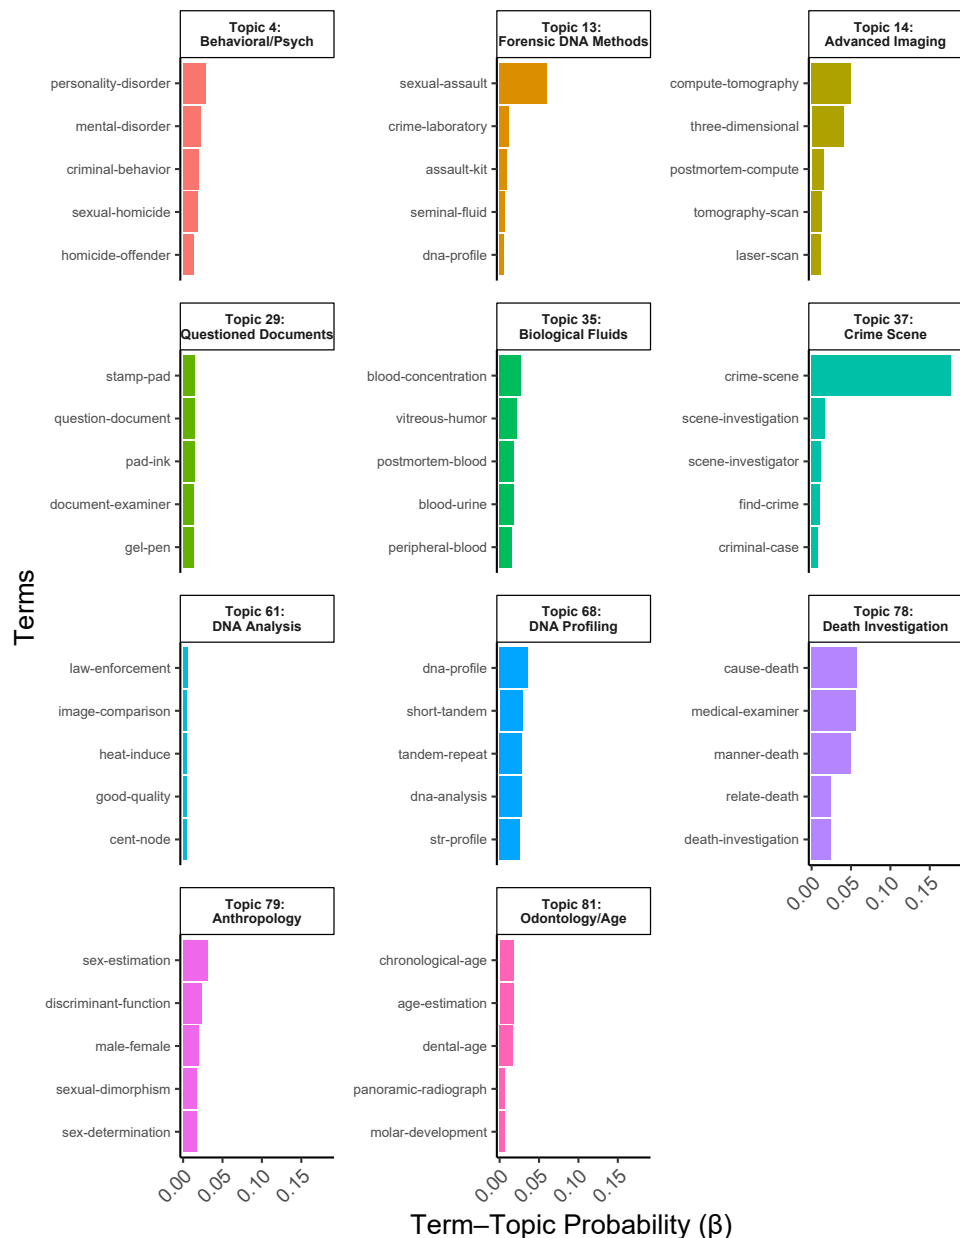 Topic 4:
Behavioral/Psych
personality-disorder
mental-disorder
criminal-behavior
sexual-homicide
homicide-offender
Topic 13:
Forensic DNA Methods
sexual-assault
crime-laboratory
assault-kit
seminal-fluid
dna-profile
Topic 14:
Advanced Imaging
compute-tomography
three-dimensional
postmortem-compute
tomography-scan
laser-scan
Topic 29:
Questioned Documents
stamp-pad
question-document
pad-ink
document-examiner
gel-pen
Topic 35:
Biological Fluids
blood-concentration
vitreous-humor
postmortem-blood
blood-urine
peripheral-blood
Topic 37:
Crime Scene
crime-scene
scene-investigation
scene-investigator
find-crime
criminal-case
Terms
Topic 61:
DNA Analysis
law-enforcement
image-comparison
heat-induce
good-quality
cent-node
Topic 68:
DNA Profiling
dna-profile
short-tandem
tandem-repeat
dna-analysis
str-profile
Topic 78:
Death Investigation
cause-death
medical-examiner
manner-death
relate-death
death-investigation
0.00 0.05 0.10 0.15
Topic 79:
Anthropology
sex-estimation
discriminant-function
male-female
sexual-dimorphism
sex-determination
0.00 0.05 0.10 0.15
Topic 81:
Odontology/Age
chronological-age
age-estimation
dental-age
panoramic-radiograph
molar-development
0.00 0.05 0.10 0.15
Term–Topic Probability (β)